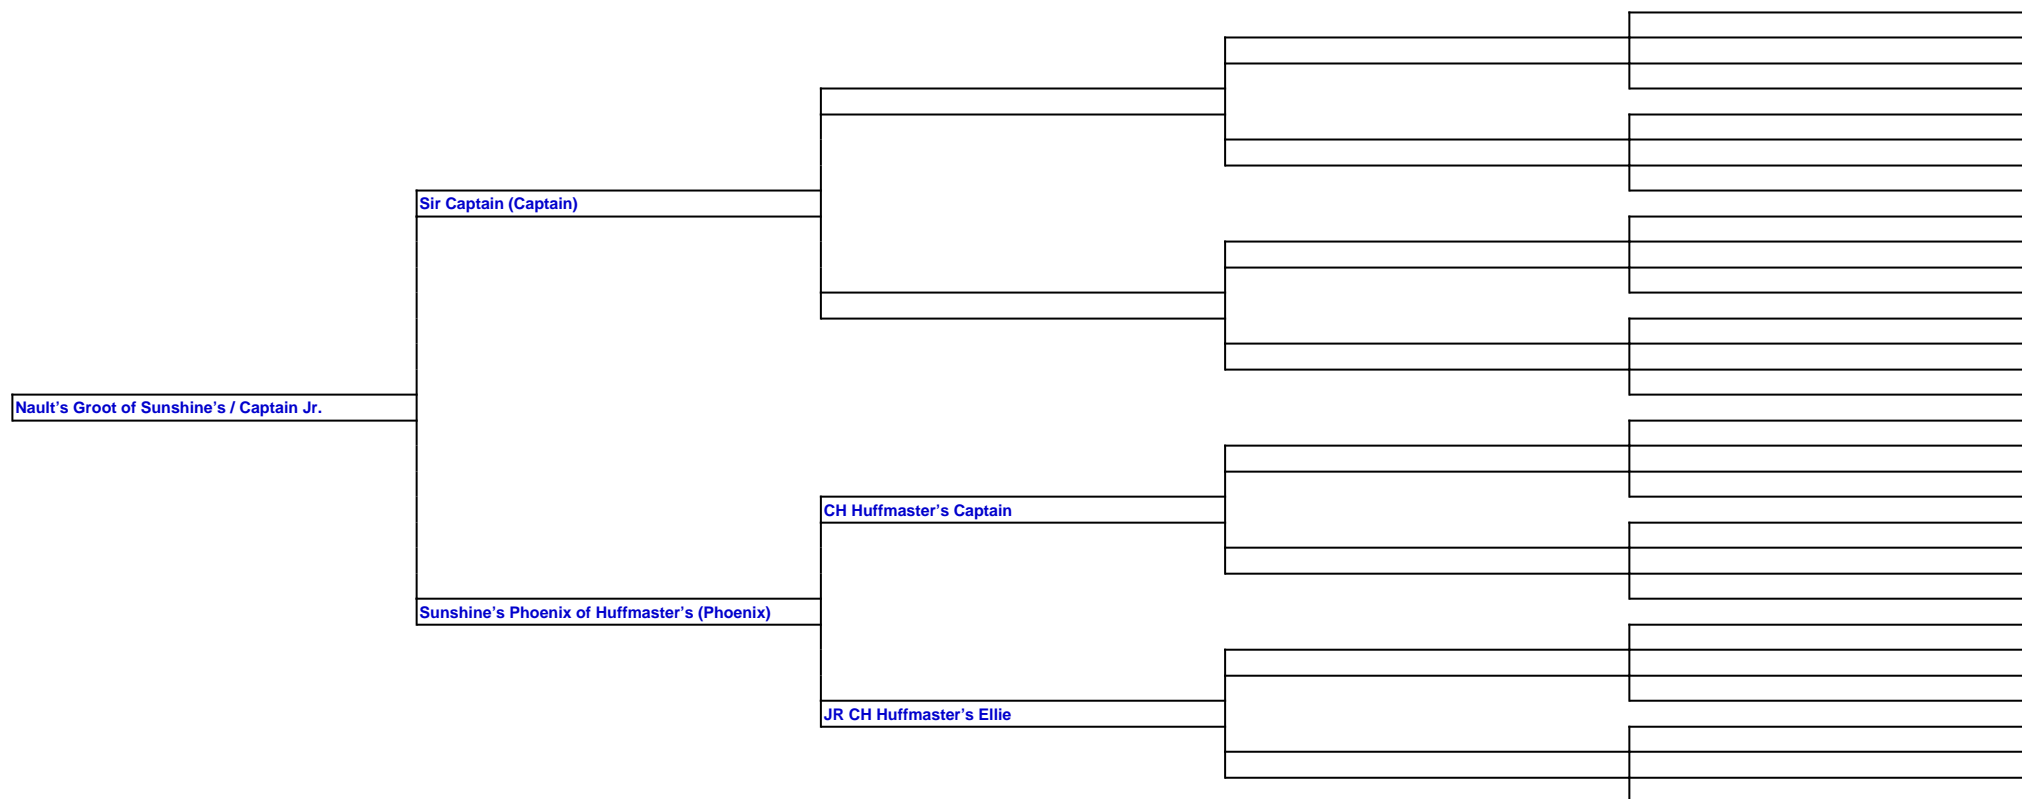 Sir Captain (Captain)
Nault’s Groot of Sunshine’s / Captain Jr.
CH Huffmaster’s Captain
Sunshine’s Phoenix of Huffmaster’s (Phoenix)
JR CH Huffmaster’s Ellie